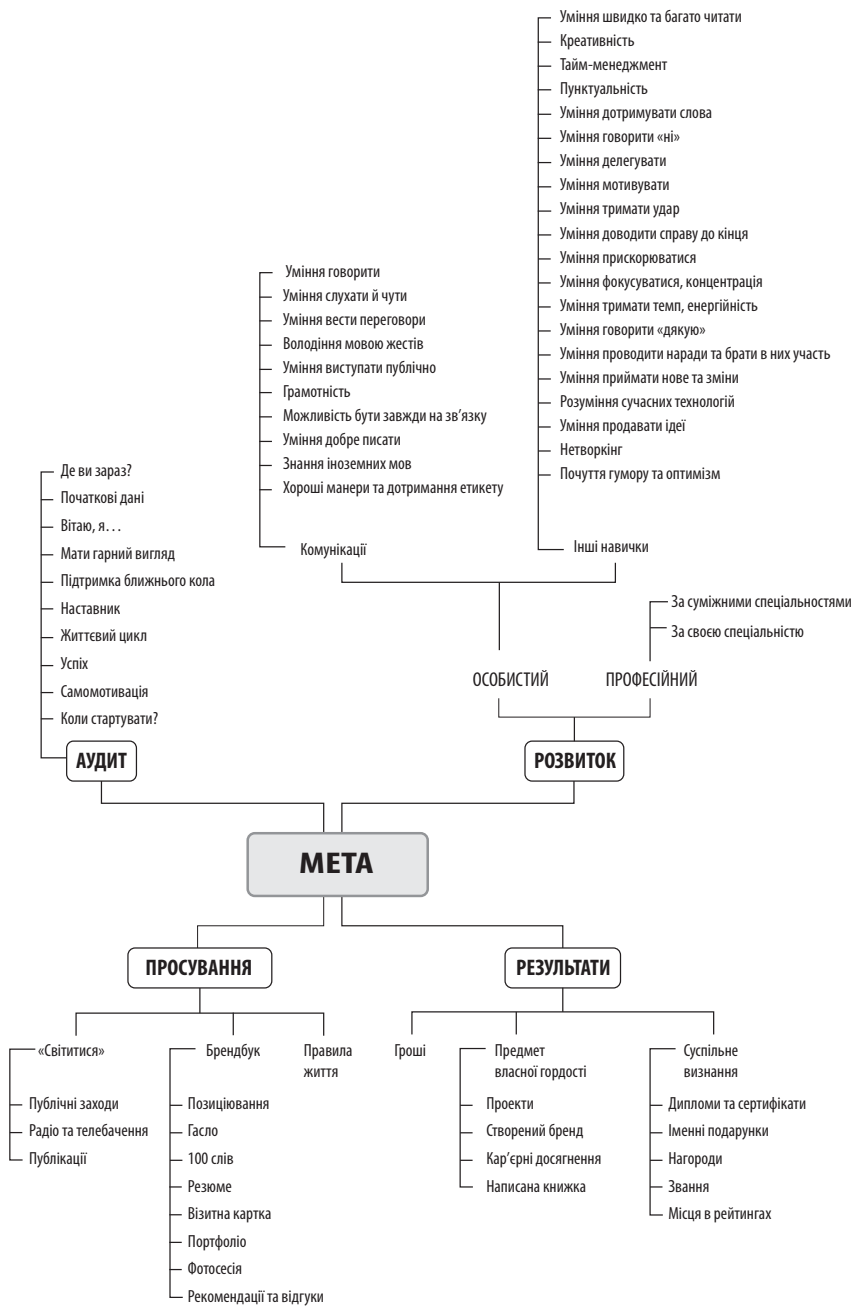 Уміння швидко та багато читати
Креативність
Тайм-менеджмент
Пунктуальність
Уміння дотримувати слова
Уміння говорити «ні»
Уміння делегувати
Уміння мотивувати
Уміння тримати удар
Уміння доводити справу до кінця
Уміння прискорюватися
Уміння фокусуватися, концентрація
Уміння тримати темп, енергійність
Уміння говорити «дякую»
Уміння проводити наради та брати в них участь
Уміння приймати нове та зміни
Розуміння сучасних технологій
Уміння продавати ідеї
Нетворкінг
Почуття гумору та оптимізм
Інші навички
Уміння говорити
Уміння слухати й чути
Уміння вести переговори
Володіння мовою жестів
Уміння виступати публічно
Грамотність
Можливість бути завжди на зв’язку
Уміння добре писати
Знання іноземних мов
Хороші манери та дотримання етикету
Комунікації
Де ви зараз?
Початкові дані
Вітаю, я…
Мати гарний вигляд
Підтримка ближнього кола
Наставник
Життєвий цикл
Успіх
Самомотивація
Коли стартувати?
АУДИТ
За суміжними спеціальностями
За своєю спеціальністю
ОСОБИСТИЙ
ПРОФЕСІЙНИЙ
РОЗВИТОК
МЕТА
ПРОСУВАННЯ
РЕЗУЛЬТАТИ
«Світитися»
Публічні заходи
Радіо та телебачення
Публікації
Брендбук
Позиціювання
Гасло
100 слів
Резюме
Візитна картка
Портфоліо
Фотосесія
Рекомендації та відгуки
Правила
життя
Гроші
Предмет
власної гордості
Проекти
Створений бренд
Кар’єрні досягнення
Написана книжка
Суспільне
визнання
Дипломи та сертифікати
Іменні подарунки
Нагороди
Звання
Місця в рейтингах